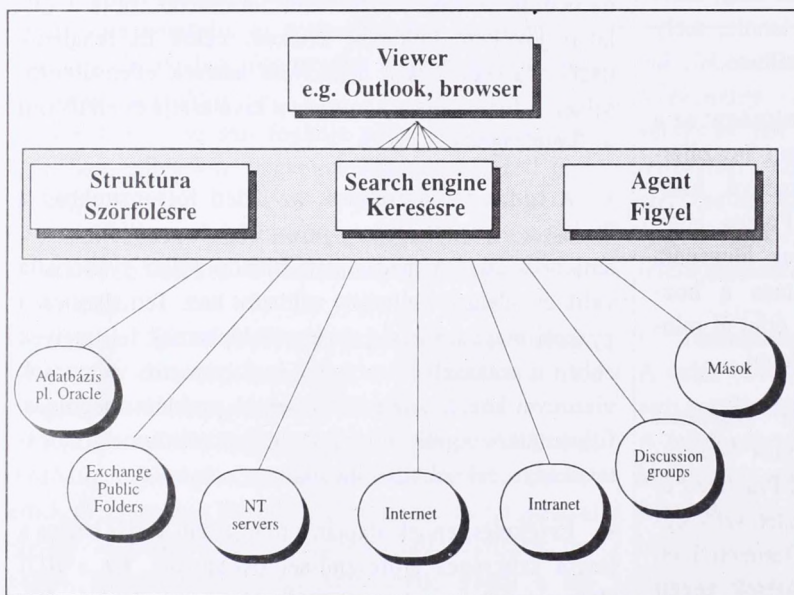 Viewer
e.g. Outlook, browser
Struktúra
Szörfölésre
Search engine
Keresésre
Agent
Figyel
Adatbázis
pl. Oracle
Exchange
Public
Folders
NT
servers
Internet
Intranet
Discussion
groups
Mások